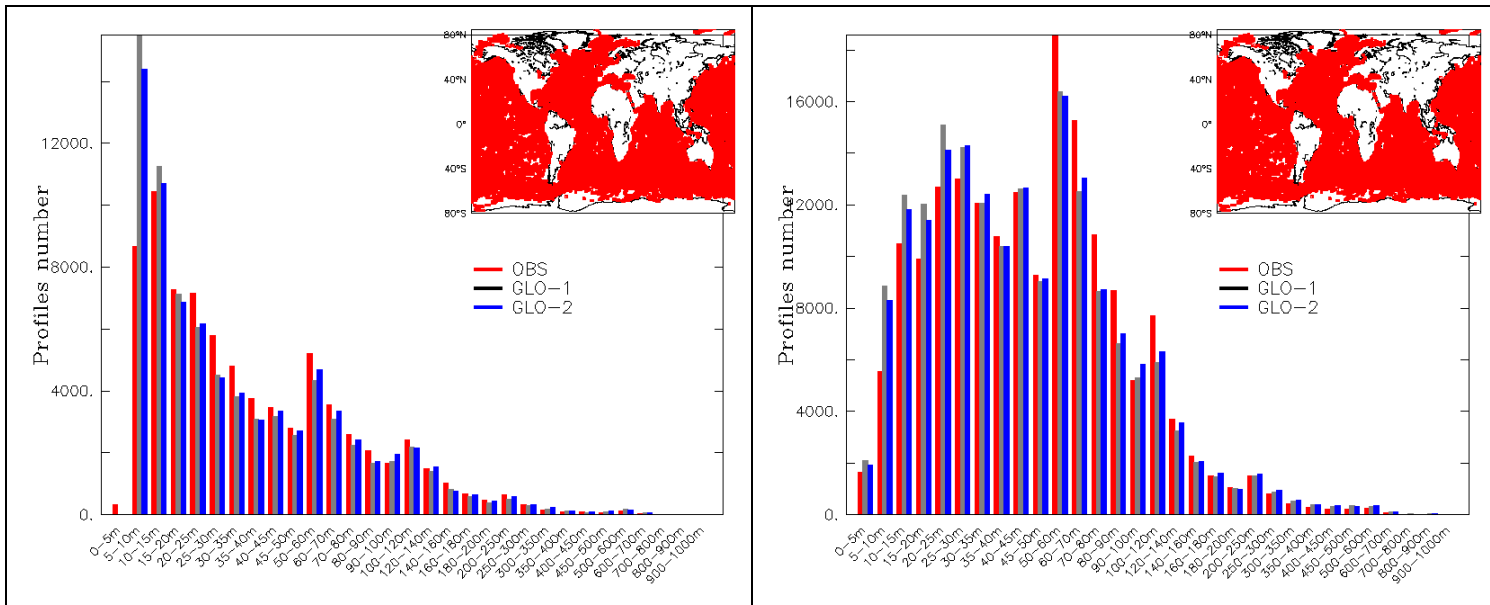 80°N
40°N
0°
40°S
80°S
12000.
8000.
4000.
0.
Profiles number
OBS
GLO-1
GLO-2
0-5m
5-10m
10-15m
15-20m
20-25m
25-30m
30-35m
35-40m
40-45m
45-50m
50-60m
60-70m
70-80m
80-90m
90-100m
100-120m
120-140m
140-160m
160-180m
180-200m
200-250m
250-300m
300-350m
350-400m
400-450m
450-500m
500-600m
600-700m
700-800m
800-900m
900-1000m
80°N
40°N
0°
40°S
80°S
16000.
12000.
8000.
4000.
0.
Profiles number
OBS
GLO-1
GLO-2
0-5m
5-10m
10-15m
15-20m
20-25m
25-30m
30-35m
35-40m
40-45m
45-50m
50-60m
60-70m
70-80m
80-90m
90-100m
100-120m
120-140m
140-160m
160-180m
180-200m
200-250m
250-300m
300-350m
350-400m
400-450m
450-500m
500-600m
600-700m
700-800m
800-900m
900-1000m